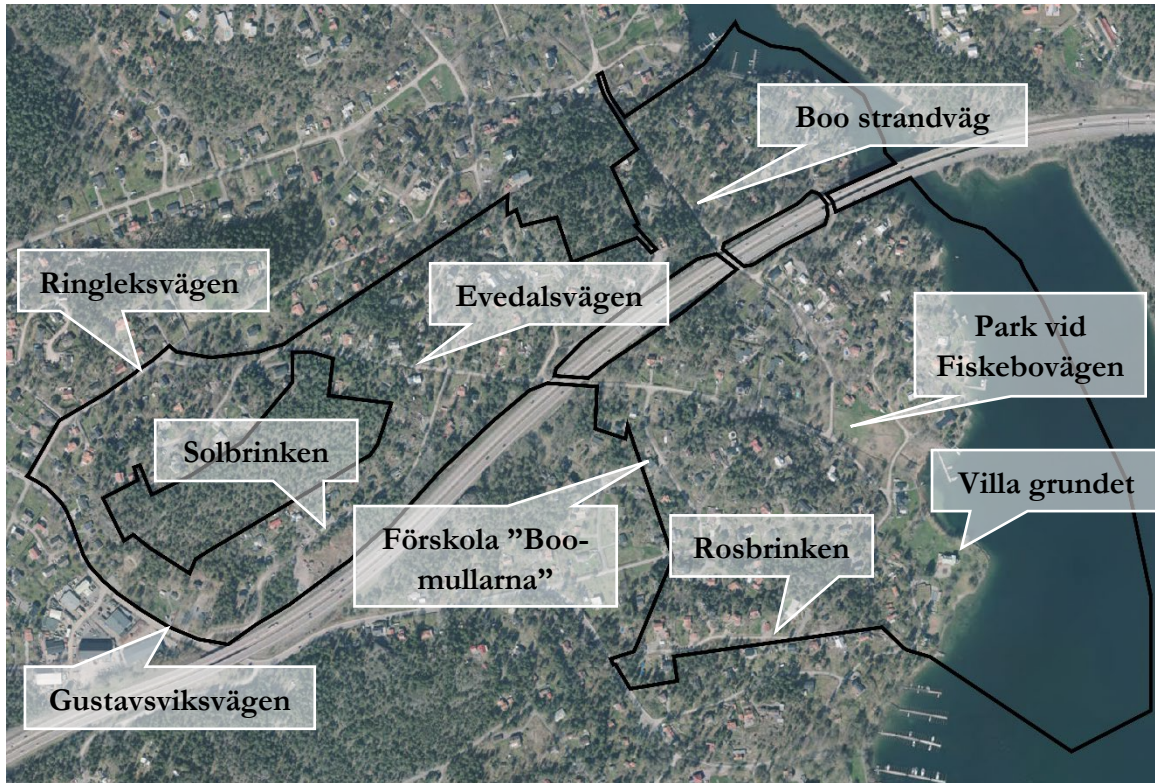 Boo strandväg
Ringleksvägen
Evedalsvägen
Park vid
Fiskebovägen
Solbrinken
Villa grundet
Förskola ”Boo-
mullarna”
Rosbrinken
Gustavsviksvägen